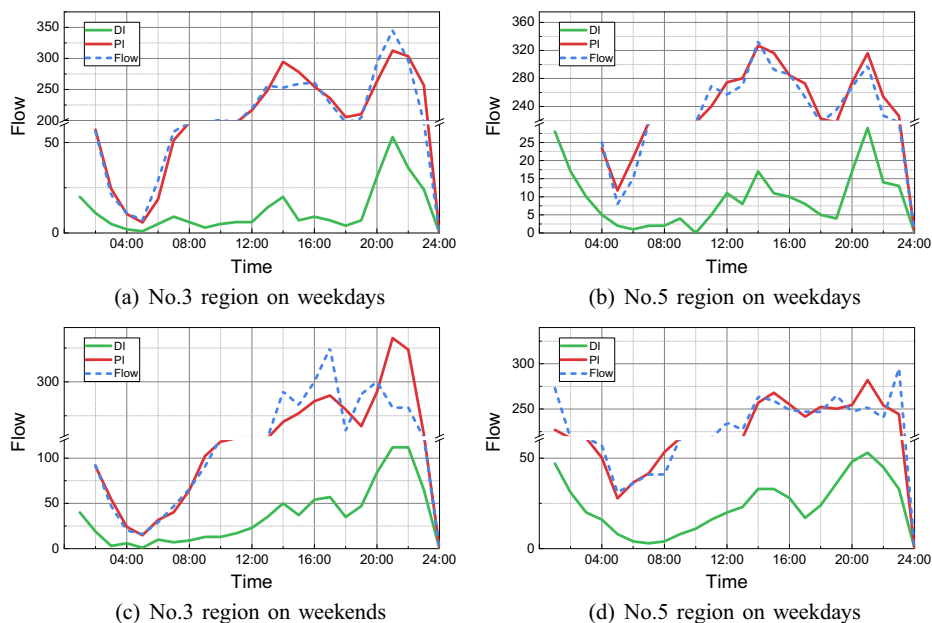 350
300
250
200
50
0
Flow
DI
PI
Flow
04:00 08:00 12:00 16:00 20:00 24:00
Time
(a) No.3 region on weekdays
360
320
280
240
25
20
15
10
5
0
Flow
DI
PI
Flow
04:00 08:00 12:00 16:00 20:00 24:00
Time
(b) No.5 region on weekdays
300
100
50
0
Flow
DI
PI
Flow
04:00 08:00 12:00 16:00 20:00 24:00
Time
(c) No.3 region on weekends
300
250
50
0
Flow
DI
PI
Flow
04:00 08:00 12:00 16:00 20:00 24:00
Time
(d) No.5 region on weekdays